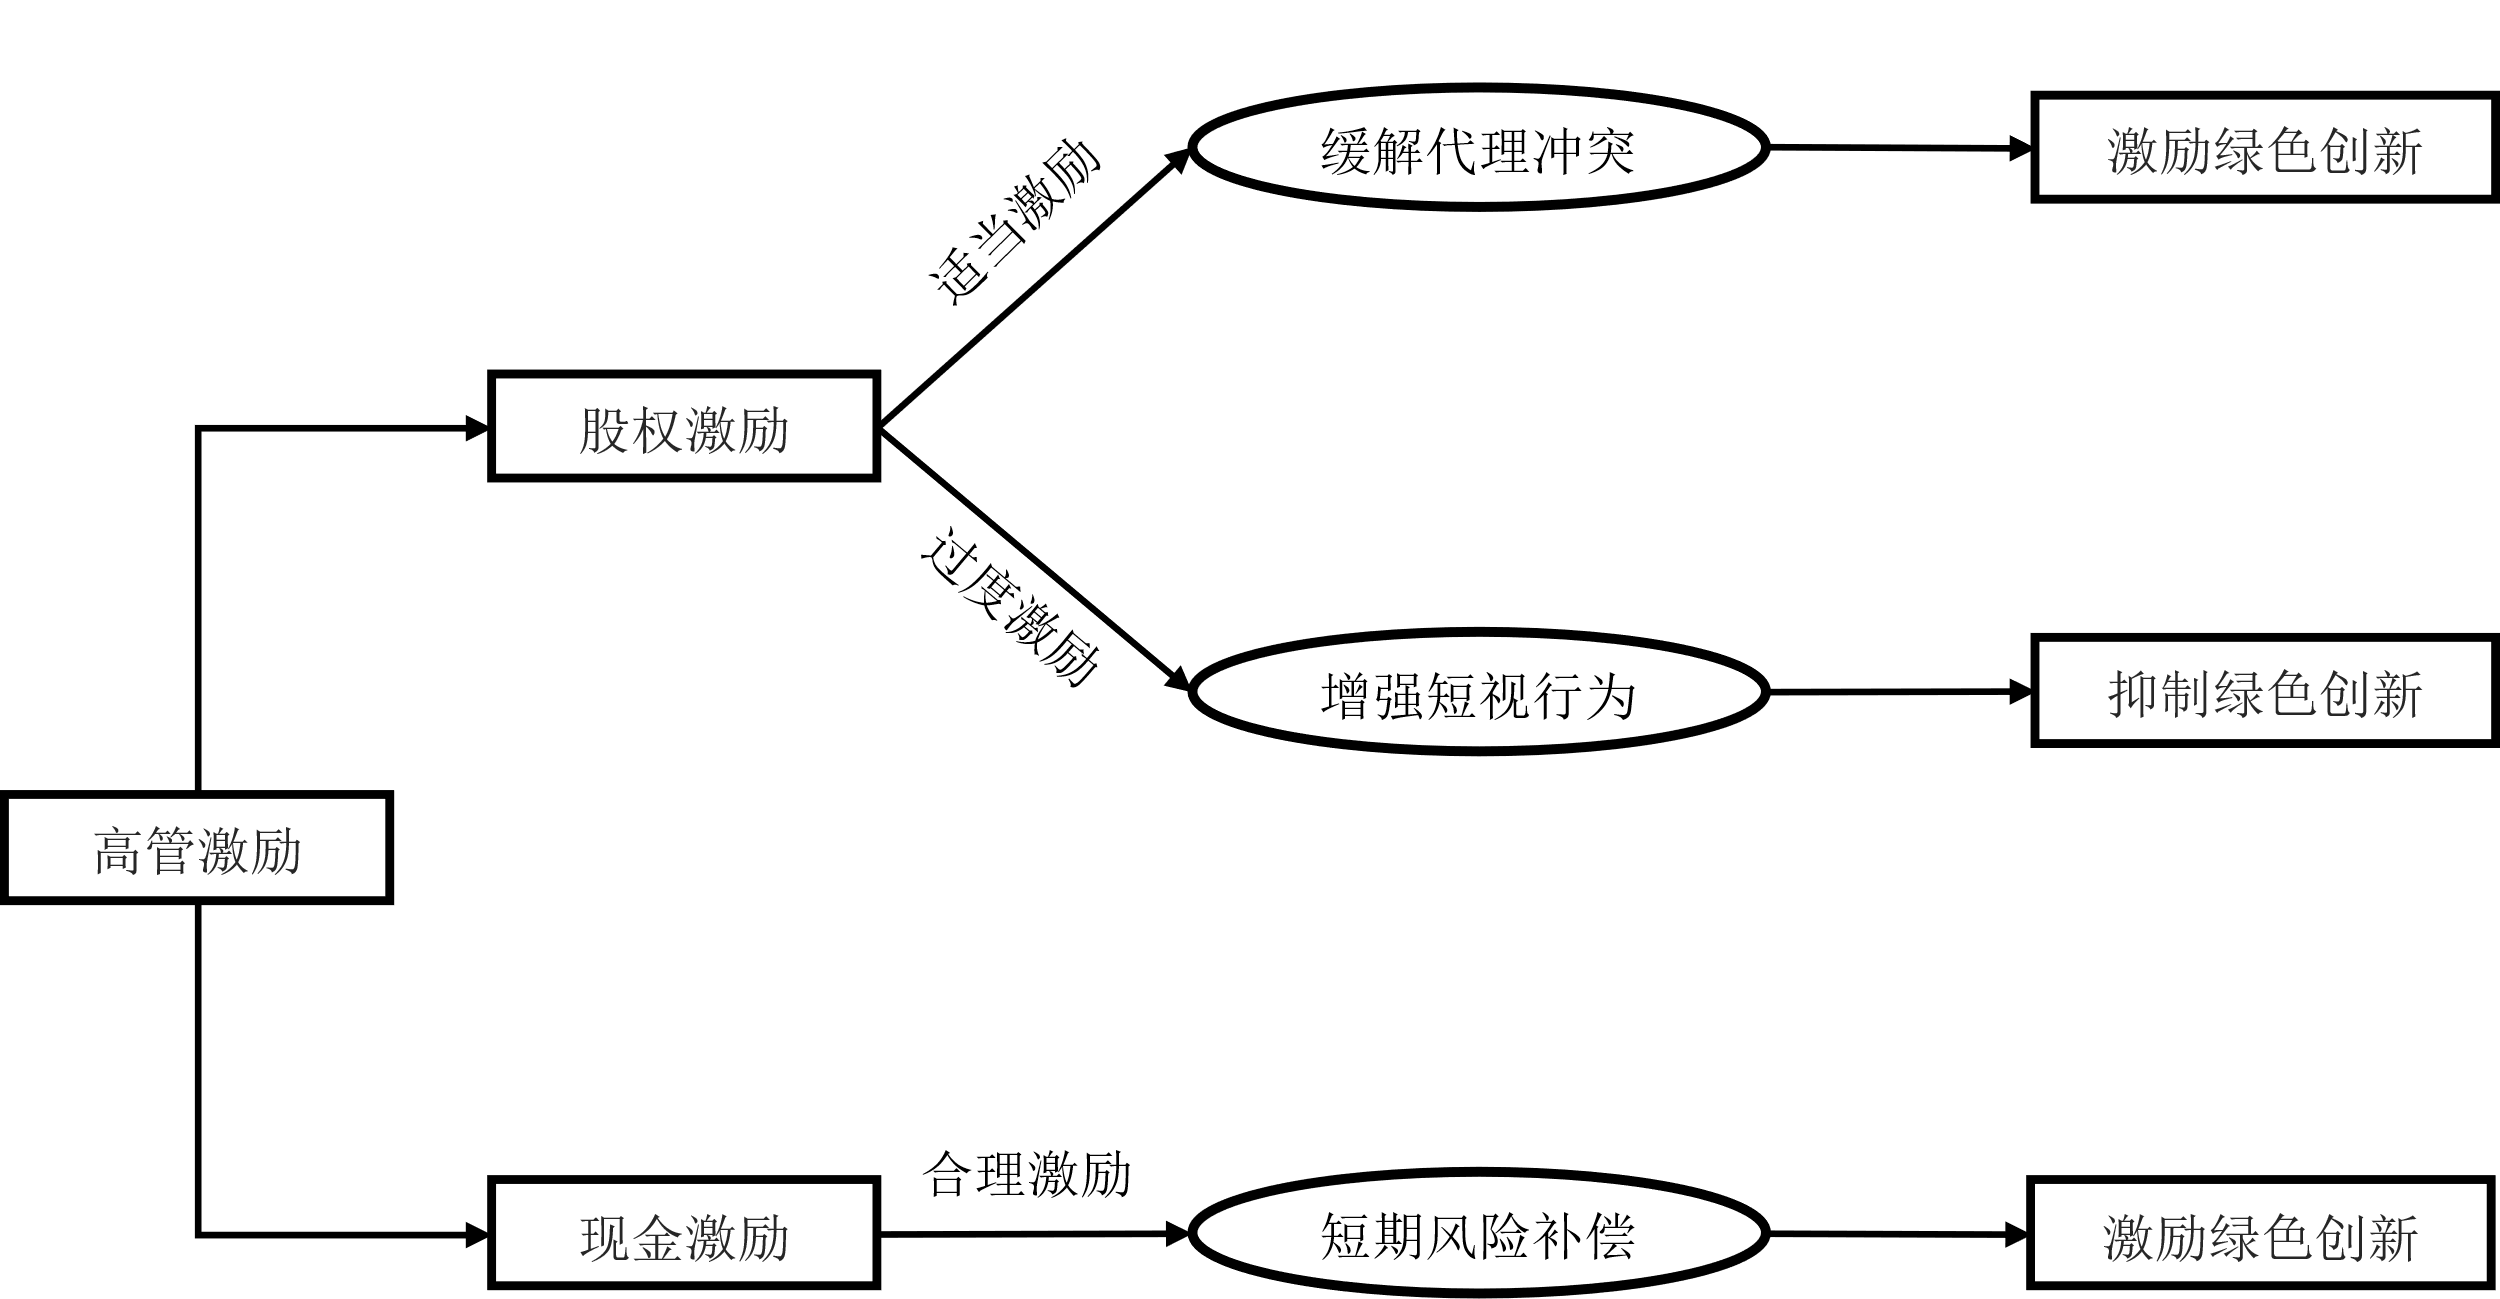 缓解代理冲突
激励绿色创新
适当激励
股权激励
过度激励
增强短视行为
抑制绿色创新
高管激励
合理激励
现金激励
短期风险补偿
激励绿色创新